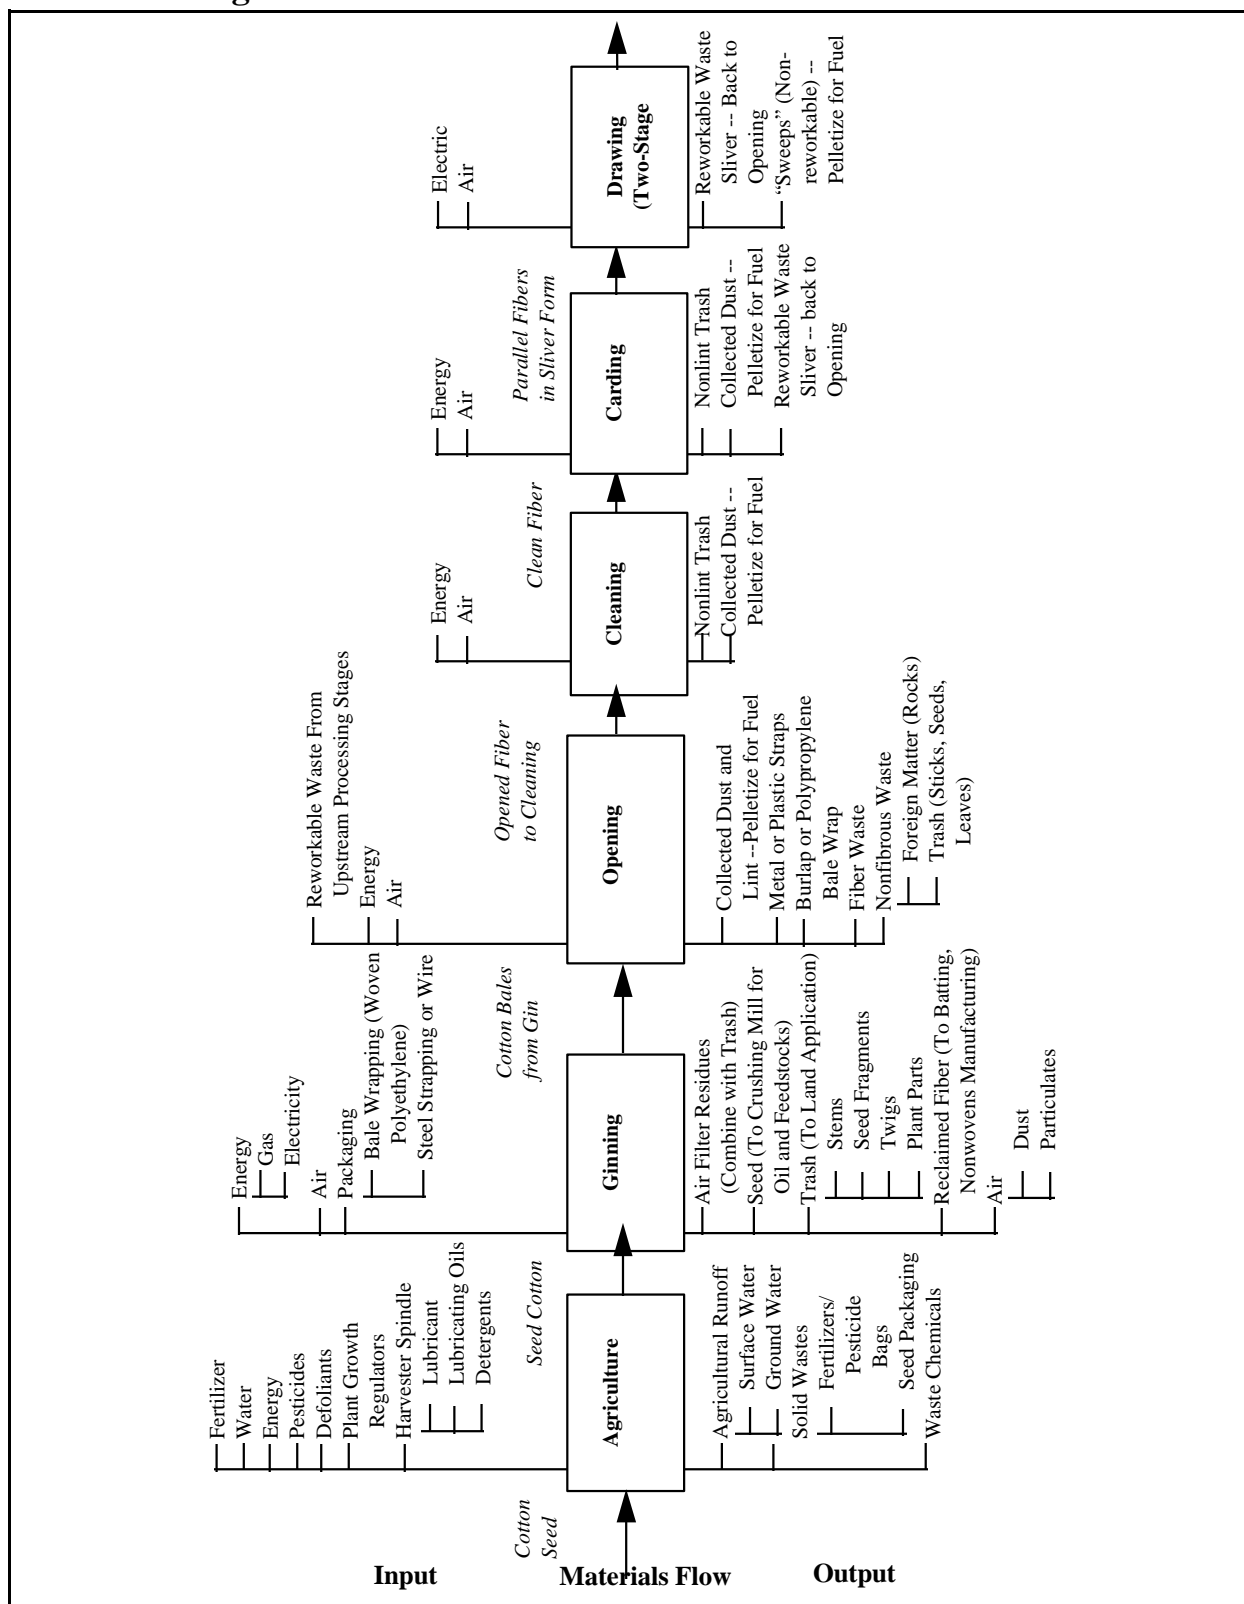 g
Input
Materials Flow
Output
Cotton
Seed
Fertilizer
Water
Energy
Pesticides
Defoliants
Plant Growth
Regulators
Harvester Spindle
Lubricant
Lubricating Oils
Detergents
Agriculture
Agricultural Runoff
Surface Water
Ground Water
Solid Wastes
Fertilizers/
Pesticide
Bags
Seed Packaging
Waste Chemicals
Seed Cotton
Energy
Gas
Electricity
Air
Packaging
Bale Wrapping (Woven
Polyethylene)
Steel Strapping or Wire
Ginning
Air Filter Residues
(Combine with Trash)
Seed (To Crushing Mill for
Oil and Feedstocks)
Trash (To Land Application)
Stems
Seed Fragments
Twigs
Plant Parts
Reclaimed Fiber (To Batting,
Nonwovens Manufacturing)
Air
Dust
Particulates
Cotton Bales
from Gin
Reworkable Waste From
Upstream Processing Stages
Energy
Air
Opening
Collected Dust and
Lint --Pelletize for Fuel
Metal or Plastic Straps
Burlap or Polypropylene
Bale Wrap
Fiber Waste
Nonfibrous Waste
Foreign Matter (Rocks)
Trash (Sticks, Seeds,
Leaves)
Opened Fiber
to Cleaning
Energy
Air
Cleaning
Nonlint Trash
Collected Dust --
Pelletize for Fuel
Clean Fiber
Energy
Air
Carding
Nonlint Trash
Collected Dust --
Pelletize for Fuel
Reworkable Waste
Sliver -- back to
Opening
Parallel Fibers
in Sliver Form
Electric
Air
Drawing
(Two-Stage
Reworkable Waste
Sliver -- Back to
Opening
“Sweeps” (Non-
reworkable) --
Pelletize for Fuel